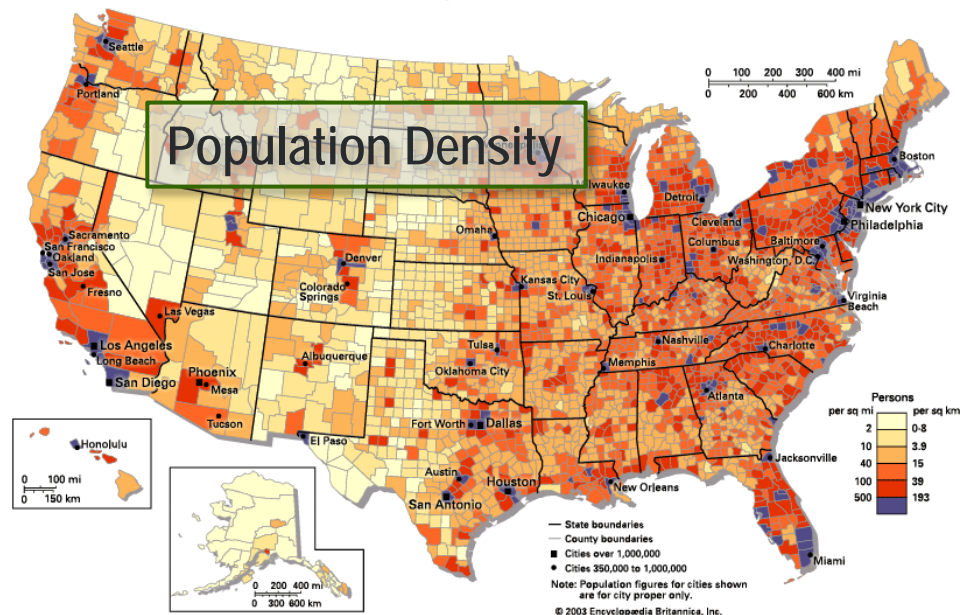 Seattle
Portland
0 100 200 300 400 mi
0 200 400 600 km
Population Density
Milwaukee
Detroit
Chicago
Boston
New York City
Philadelphia
Cleveland
Columbus
Baltimore
Washington, D.C.
Indianapolis
Omaha
Kansas City
St. Louis
Virginia
Beach
Sacramento
San Francisco
Oakland
San Jose
Fresno
Las Vegas
Denver
Colorado
Springs
Los Angeles
Long Beach
San Diego
Phoenix
Mesa
Tucson
Albuquerque
El Paso
Tulsa
Oklahoma City
Fort Worth
Dallas
Austin
Houston
San Antonio
Nashville
Memphis
Charlotte
Atlanta
New Orleans
Jacksonville
Miami
Honolulu
0 100 mi
0 150 km
0 200 400 mi
0 300 600 km
Persons
per sq mi per sq km
2 0-8
10 3.9
40 15
100 39
500 193
State boundaries
County boundaries
Cities over 1,000,000
Cities 350,000 to 1,000,000
Note: Population figures for cities shown
are for city proper only.
© 2003 Encyclopædia Britannica, Inc.